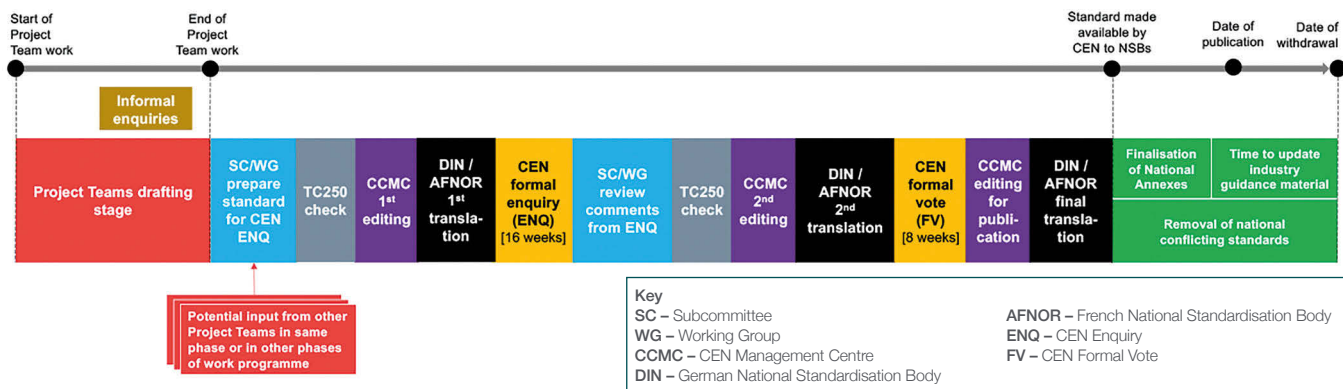 Start of
Project
Team work
End of
Project
Team work
Standard made
available by
CEN to NSBs
Date of
publication
Date of
withdrawal
Informal
enquiries
Project Teams drafting
stage
SC/WG
prepare
standard
for CEN
ENQ
TC250
check
CCMC
1st
editing
DIN /
AFNOR
1st
transla-
tion
CEN
formal
enquiry
(ENQ)
[16 weeks]
SC/WG
review
comments
from ENQ
TC250
check
CCMC
2nd
editing
DIN /
AFNOR
2nd
translation
CEN
formal
vote
(FV)
[8 weeks]
CCMC
editing
for
publi-
cation
DIN /
AFNOR
final
transla-
tion
Finalisation
of National
Annexes
Time to update
industry
guidance material
Removal of national
conflicting standards
Potential input from other
Project Teams in same
phase or in other phases
of work programme
Key
SC – Subcommittee
WG – Working Group
CCMC – CEN Management Centre
DIN – German National Standardisation Body
AFNOR – French National Standardisation Body
ENQ – CEN Enquiry
FV – CEN Formal Vote